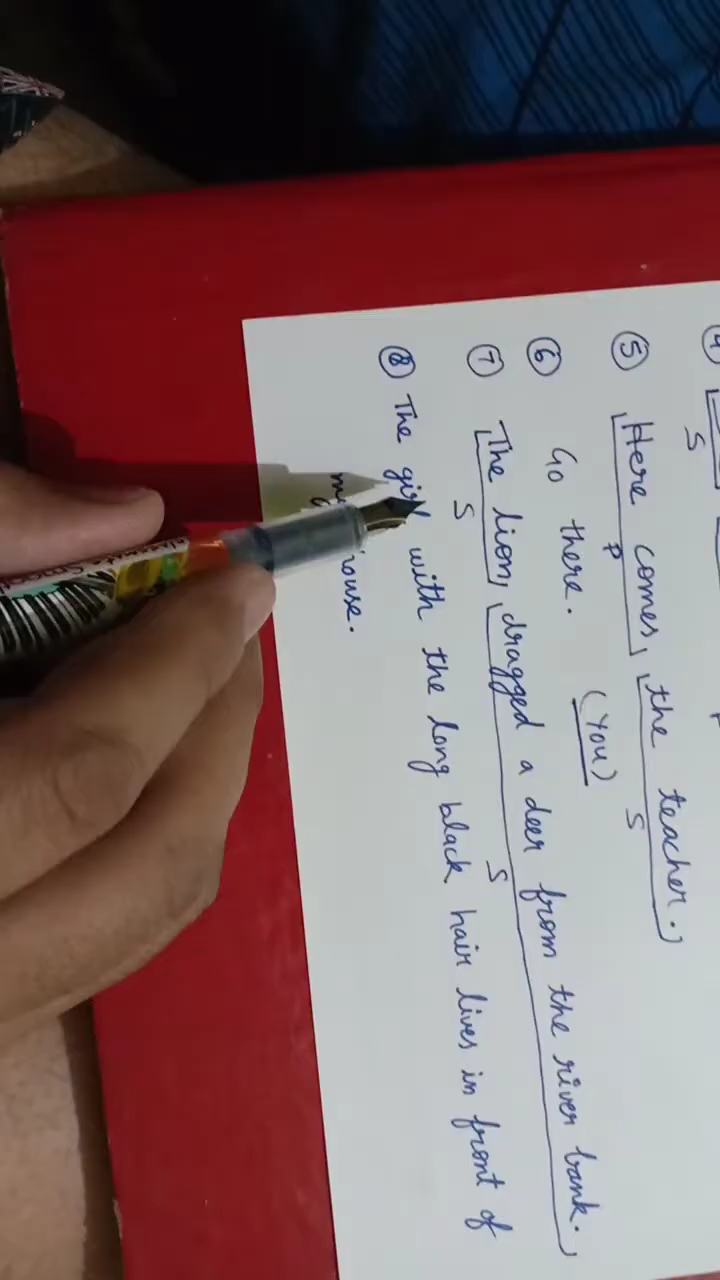 4
S
5 Here comes, the teacher.,
P S
6 Go there. (You)
7 The lion, dragged a deer from the river bank.,
S S
8 The girl with the long black hair lives in front of